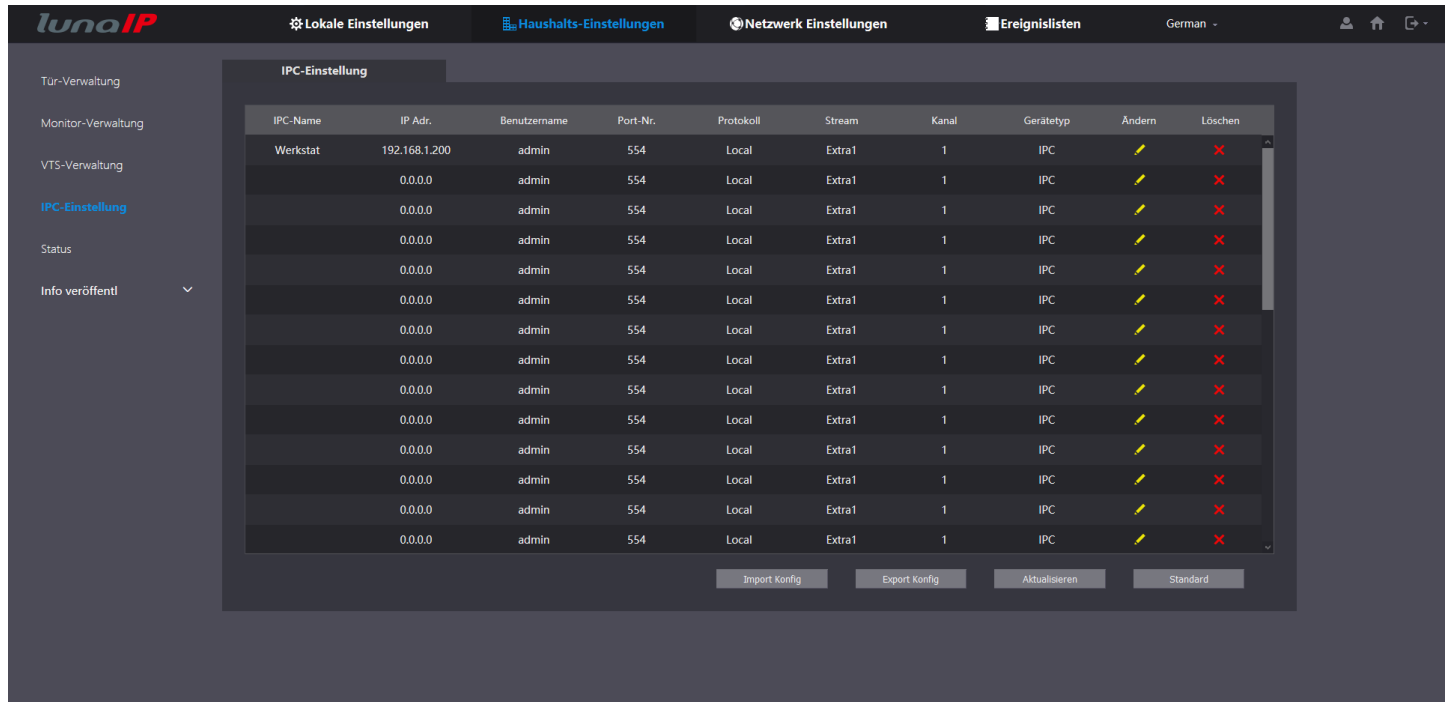 lunaIP Lokale Einstellungen Haushalts-Einstellungen Netzwerk Einstellungen Ereignislisten German
Tür-Verwaltung
Monitor-Verwaltung
VTS-Verwaltung
IPC-Einstellung
Status
Info veröffentl
IPC-Einstellung
IPC-Name IP Adr. Benutzername Port-Nr. Protokoll Stream Kanal Gerätetyp Ändern Löschen
Werkstat 192.168.1.200 admin 554 Local Extra1 1 IPC
0.0.0.0 admin 554 Local Extra1 1 IPC
0.0.0.0 admin 554 Local Extra1 1 IPC
0.0.0.0 admin 554 Local Extra1 1 IPC
0.0.0.0 admin 554 Local Extra1 1 IPC
0.0.0.0 admin 554 Local Extra1 1 IPC
0.0.0.0 admin 554 Local Extra1 1 IPC
0.0.0.0 admin 554 Local Extra1 1 IPC
0.0.0.0 admin 554 Local Extra1 1 IPC
0.0.0.0 admin 554 Local Extra1 1 IPC
0.0.0.0 admin 554 Local Extra1 1 IPC
0.0.0.0 admin 554 Local Extra1 1 IPC
0.0.0.0 admin 554 Local Extra1 1 IPC
0.0.0.0 admin 554 Local Extra1 1 IPC
Import Konfig Export Konfig Aktualisieren Standard